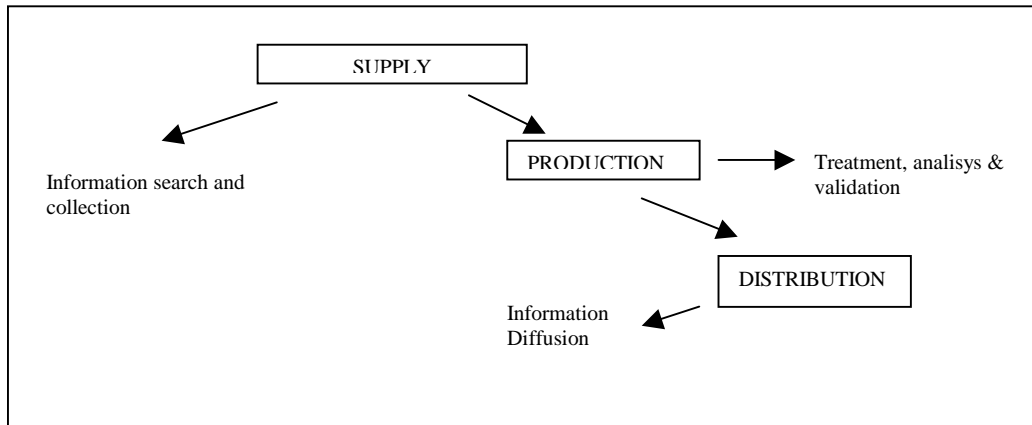 SUPPLY
PRODUCTION
Treatment, analisys &
validation
Information search and
collection
DISTRIBUTION
Information
Diffusion